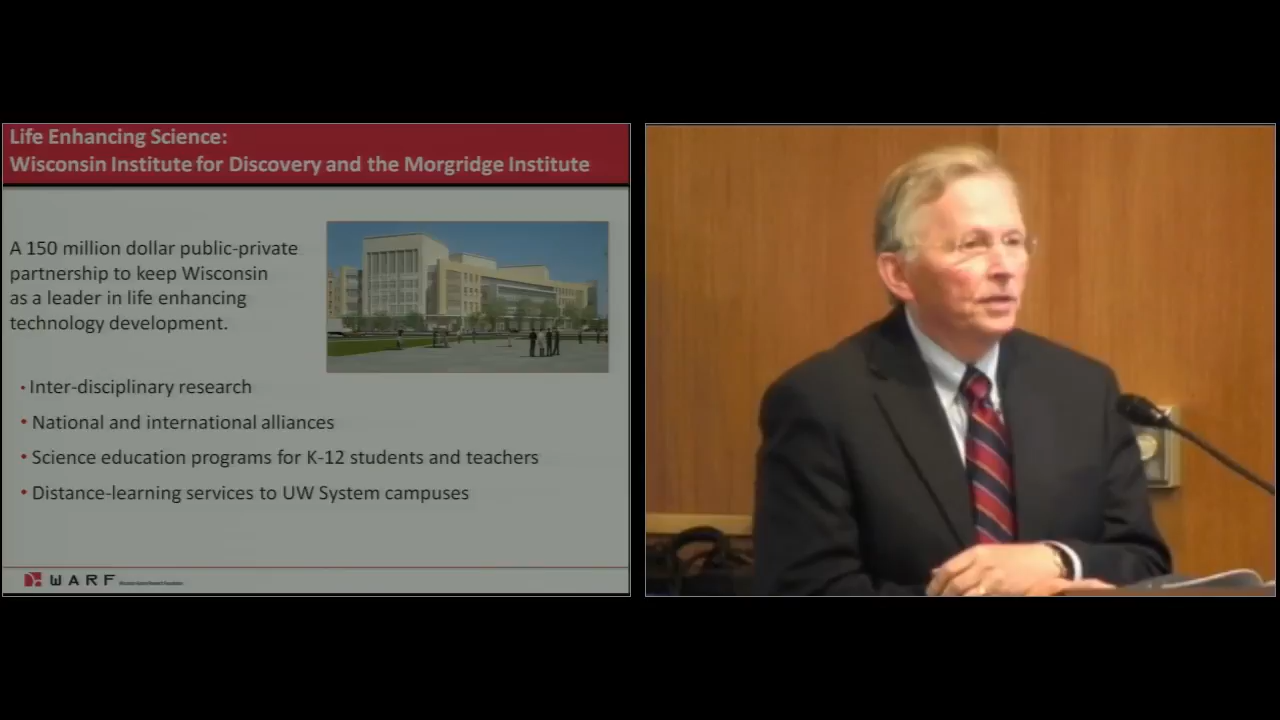 Life Enhancing Science:
Wisconsin Institute for Discovery and the Morgridge Institute
A 150 million dollar public-private
partnership to keep Wisconsin
as a leader in life enhancing
technology development.
• Inter-disciplinary research
• National and international alliances
• Science education programs for K-12 students and teachers
• Distance-learning services to UW System campuses
WARF